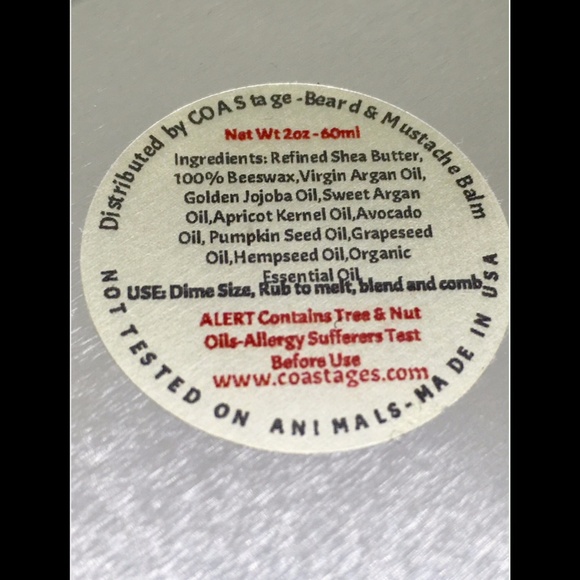 Distributed by COAStage-Beard & Mustache Balm
Net Wt 2oz - 60ml
Ingredients: Refined Shea Butter,
100% Beeswax,Virgin Argan Oil,
Golden Jojoba Oil,Sweet Argan
Oil,Apricot Kernel Oil,Avocado
Oil, Pumpkin Seed Oil,Grapeseed
Oil,Hempseed Oil,Organic
Essential Oil
USE: Dime Size, Rub to melt, blend and comb
ALERT Contains Tree & Nut
Oils-Allergy Sufferers Test
Before Use
www.coastages.com
NOT TESTED ON ANIMALS-MADE IN USA